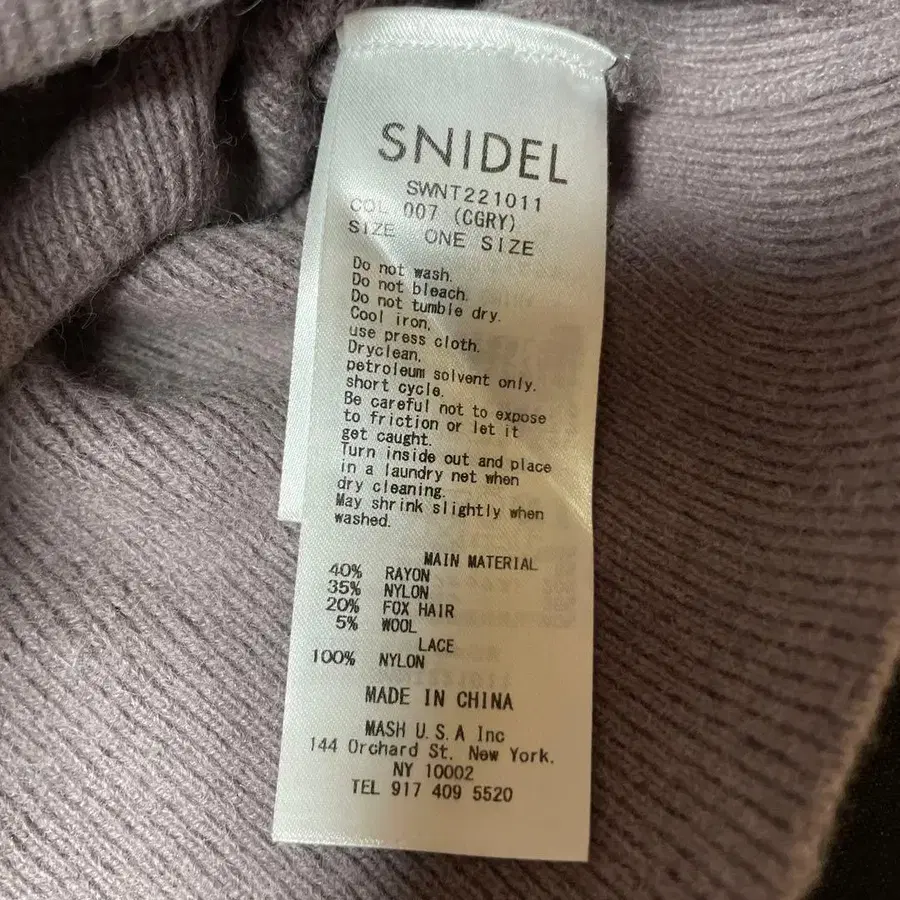 SNIDEL
SWNT221011
COL 007 (CGRY)
SIZE ONE SIZE
Do not wash.
Do not bleach.
Do not tumble dry.
Cool iron,
use press cloth.
Dryclean,
petroleum solvent only.
short cycle.
Be careful not to expose
to friction or let it
get caught.
Turn inside out and place
in a laundry net when
dry cleaning.
May shrink slightly when
washed.
MAIN MATERIAL
40% RAYON
35% NYLON
20% FOX HAIR
5% WOOL
LACE
100% NYLON
MADE IN CHINA
MASH U.S.A Inc
144 Orchard St. New York.
NY 10002
TEL 917 409 5520